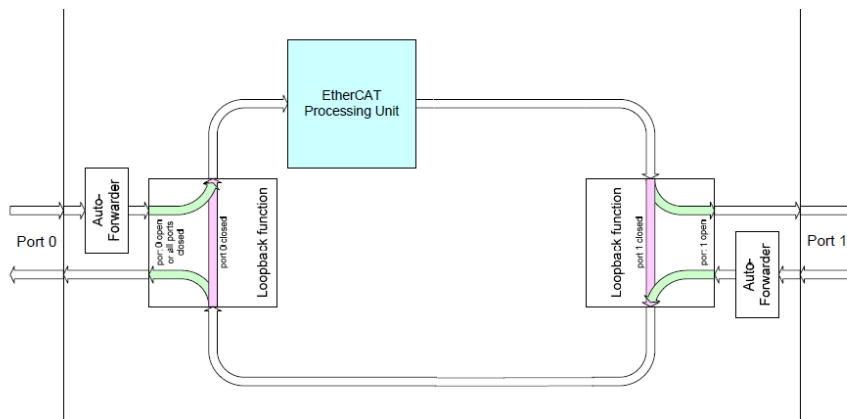 EtherCAT
Processing Unit
Auto-
Forwarder
port 0 open
or all ports
closed
port 0 closed
Loopback function
Port 0
Loopback function
port 1 closed
port 1 open
Auto-
Forwarder
Port 1